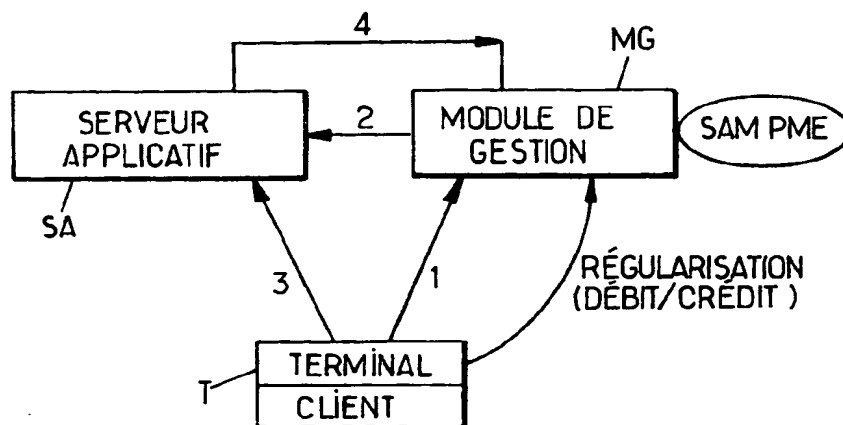 4
MG
SERVEUR
APPLICATIF
2
MODULE DE
GESTION
SAM PME
SA
3
1
RÉGULARISATION
(DÉBIT/CRÉDIT)
T
TERMINAL
CLIENT